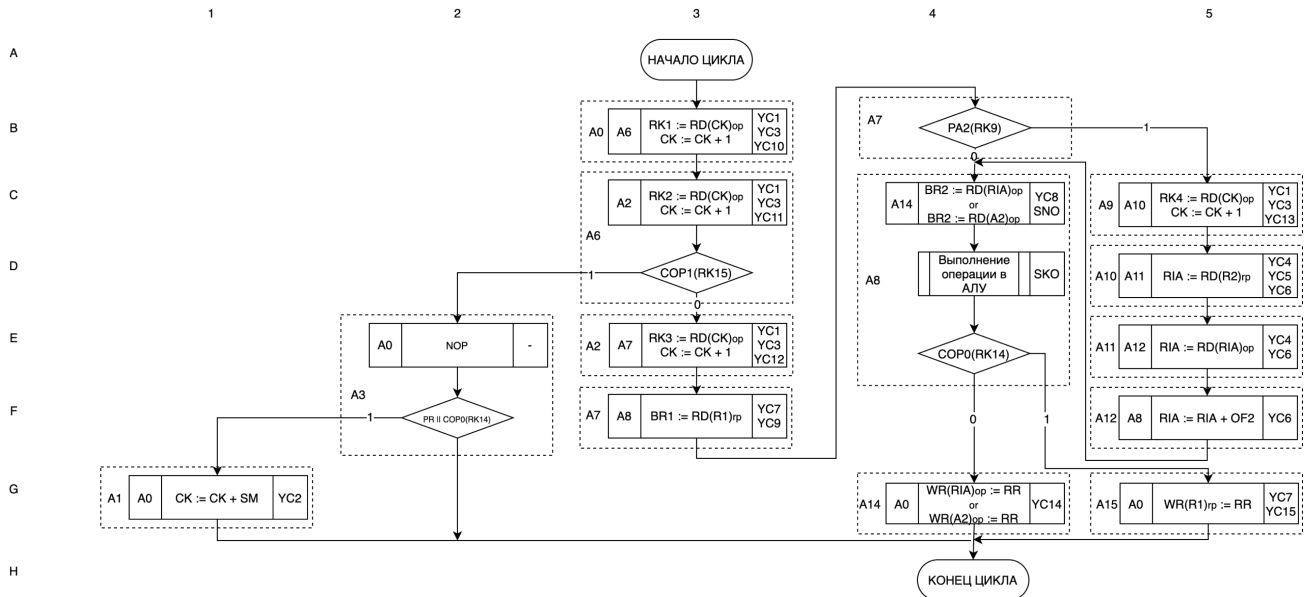 1 2 3 4 5
A
НАЧАЛО ЦИКЛА
B
A0 A6 RK1 := RD(CK)op
CK := CK + 1
YC1
YC3
YC10
A7
PA2(RK9)
1
0
C
A2 RK2 := RD(CK)op
CK := CK + 1
YC1
YC3
YC11
A6
A14 BR2 := RD(RIA)op
or
BR2 := RD(A2)op
YC8
SNO
A9 A10 RK4 := RD(CK)op
CK := CK + 1
YC1
YC3
YC13
D
1
COP1(RK15)
0
A8
Выполнение
операции в
АЛУ
SKO
A10 A11 RIA := RD(R2)rp
YC4
YC5
YC6
E
A0 NOP -
A3
A2 A7 RK3 := RD(CK)op
CK := CK + 1
YC1
YC3
YC12
COP0(RK14)
A11 A12 RIA := RD(RIA)op
YC4
YC6
F
1
PR II COP0(RK14)
A7 A8 BR1 := RD(R1)rp
YC7
YC9
0
1
A12 A8 RIA := RIA + OF2 YC6
G
A1 A0 CK := CK + SM YC2
A14 A0 WR(RIA)op := RR
or
WR(A2)op := RR
YC14
A15 A0 WR(R1)rp := RR
YC7
YC15
H
КОНЕЦ ЦИКЛА